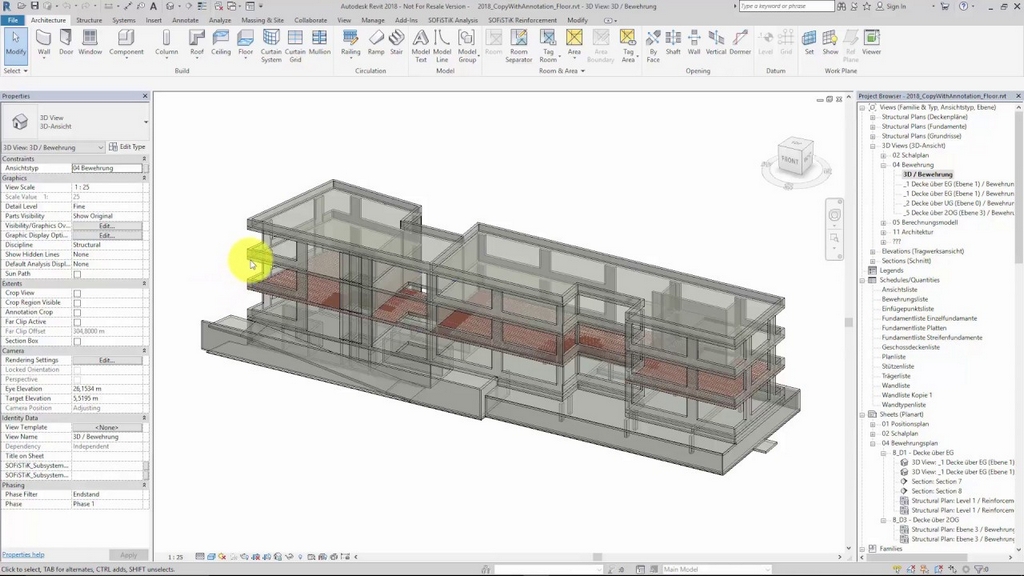 Autodesk Revit 2018 - Not For Resale Version - 2018_CopyWithAnnotation_Floor.rvt - 3D View: 3D / Bewehrung
Type a keyword or phrase
Sign In
File Architecture Structure Systems Insert Annotate Analyze Massing & Site Collaborate View Manage Add-Ins SOFiSTiK Analysis SOFiSTiK Reinforcement Modify
Modify Wall Door Window Component Column Roof Ceiling Floor Curtain System Curtain Grid Mullion Railing Ramp Stair Model Text Model Line Model Group Room Room Separator Tag Room Area Area Boundary Tag Area By Face Shaft Wall Vertical Dormer Level Grid Set Show Ref Plane Viewer
Select Build Circulation Model Room & Area Opening Datum Work Plane
Properties
3D View
3D-Ansicht
3D View: 3D / Bewehrung Edit Type
Constraints
Ansichtstyp 04 Bewehrung
Graphics
View Scale 1 : 25
Scale Value 1: 25
Detail Level Fine
Parts Visibility Show Original
Visibility/Graphics Ov... Edit...
Graphic Display Opti... Edit...
Discipline Structural
Show Hidden Lines None
Default Analysis Displ... None
Sun Path
Extents
Crop View
Crop Region Visible
Annotation Crop
Far Clip Active
Far Clip Offset 304,8000 m
Section Box
Camera
Rendering Settings Edit...
Locked Orientation
Perspective
Eye Elevation 26,1534 m
Target Elevation 5,5195 m
Camera Position Adjusting
Identity Data
View Template <None>
View Name 3D / Bewehrung
Dependency Independent
Title on Sheet
SOFiSTiK_Subsystem...
SOFiSTiK_Subsystem...
Phasing
Phase Filter Endstand
Phase Phase 1
Properties help Apply
FRONT
1 : 25
Project Browser - 2018_CopyWithAnnotation_Floor.rvt
Views (Familie & Typ, Ansichtstyp, Ebene)
Structural Plans (Deckenpläne)
Structural Plans (Fundamente)
Structural Plans (Grundrisse)
3D Views (3D-Ansicht)
02 Schalplan
04 Bewehrung
3D / Bewehrung
_1 Decke über EG (Ebene 1) / Bewehrun
_1 Decke über EG (Ebene 1) / Bewehrun
_2 Decke über UG (Ebene 0) / Bewehrun
_5 Decke über 2OG (Ebene 3) / Bewehrun
05 Berechnungsmodell
11 Architektur
???
Elevations (Tragwerksansicht)
Sections (Schnitt)
Legends
Schedules/Quantities
Ansichtsliste
Bewehrungsliste
Einfügepunktsliste
Fundamentliste Einzelfundamente
Fundamentliste Platten
Fundamentliste Streifenfundamente
Geschossdeckenliste
Planliste
Stützenliste
Trägerliste
Wandliste
Wandliste Kopie 1
Wandtypenliste
Sheets (Planart)
01 Positionsplan
02 Schalplan
04 Bewehrungsplan
B_D1 - Decke über EG
3D View: _1 Decke über EG (Ebene 1)
3D View: _1 Decke über EG (Ebene 1)
Section: Section 7
Section: Section 8
Structural Plan: Level 1 / Reinforcem
Structural Plan: Level 1 / Reinforcem
B_D3 - Decke über 2OG
Structural Plan: Ebene 3 / Bewehrung
Structural Plan: Ebene 3 / Bewehrung
Families
Click to select, TAB for alternates, CTRL adds, SHIFT unselects.
Main Model